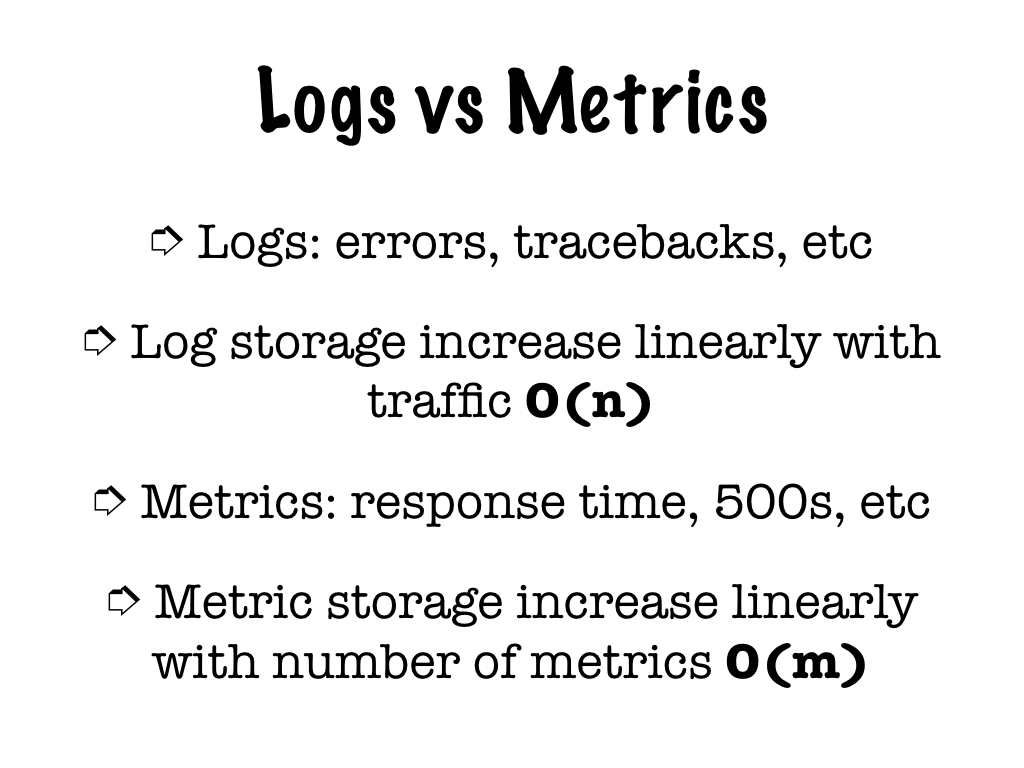 Logs vs Metrics
➩ Logs: errors, tracebacks, etc
➩ Log storage increase linearly with
traffic O(n)
➩ Metrics: response time, 500s, etc
➩ Metric storage increase linearly
with number of metrics O(m)